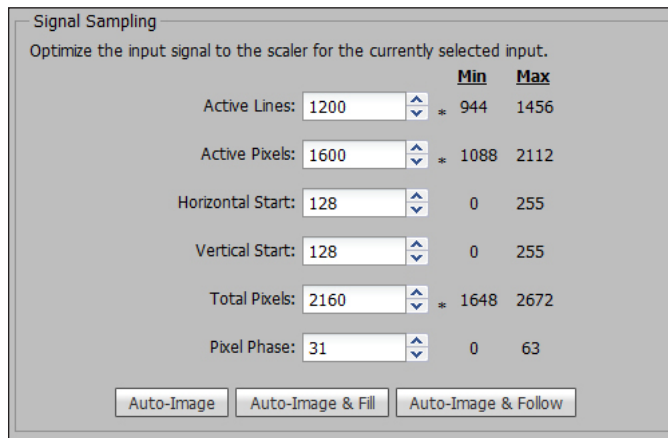 Signal Sampling
Optimize the input signal to the scaler for the currently selected input.
Min Max
Active Lines: 1200 * 944 1456
Active Pixels: 1600 * 1088 2112
Horizontal Start: 128 0 255
Vertical Start: 128 0 255
Total Pixels: 2160 * 1648 2672
Pixel Phase: 31 0 63
Auto-Image Auto-Image & Fill Auto-Image & Follow